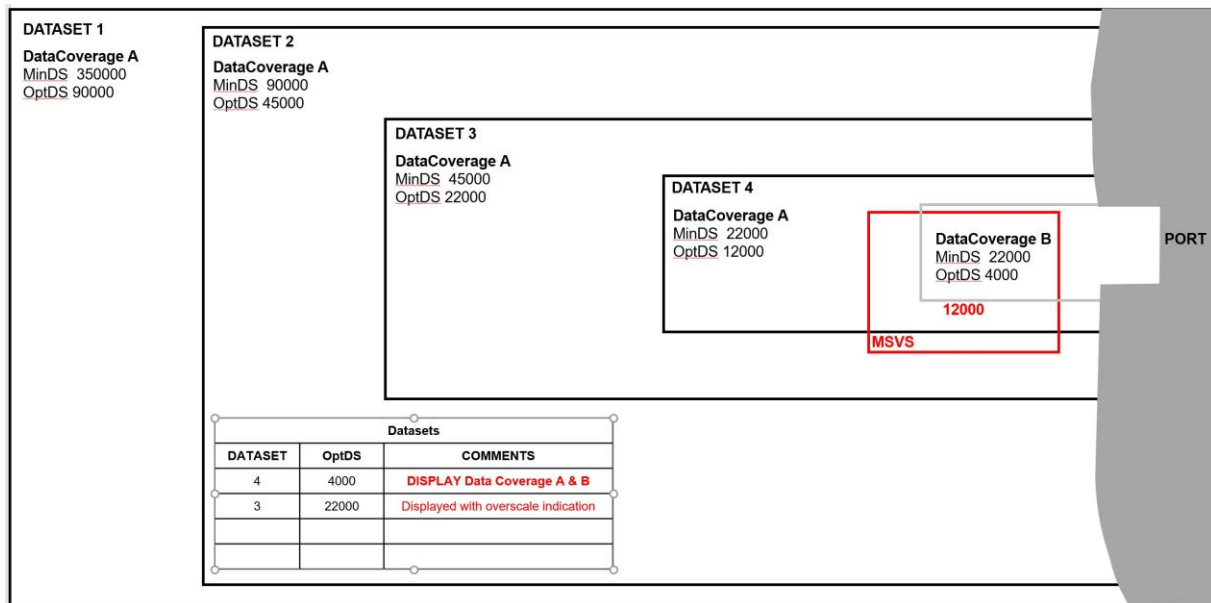 DATASET 1
DataCoverage A
MinDS 350000
OptDS 90000
DATASET 2
DataCoverage A
MinDS 90000
OptDS 45000
DATASET 3
DataCoverage A
MinDS 45000
OptDS 22000
DATASET 4
DataCoverage A
MinDS 22000
OptDS 12000
DataCoverage B
MinDS 22000
OptDS 4000
PORT
12000
MSVS
Datasets
DATASET OptDS COMMENTS
4 4000 DISPLAY Data Coverage A & B
3 22000 Displayed with overscale indication